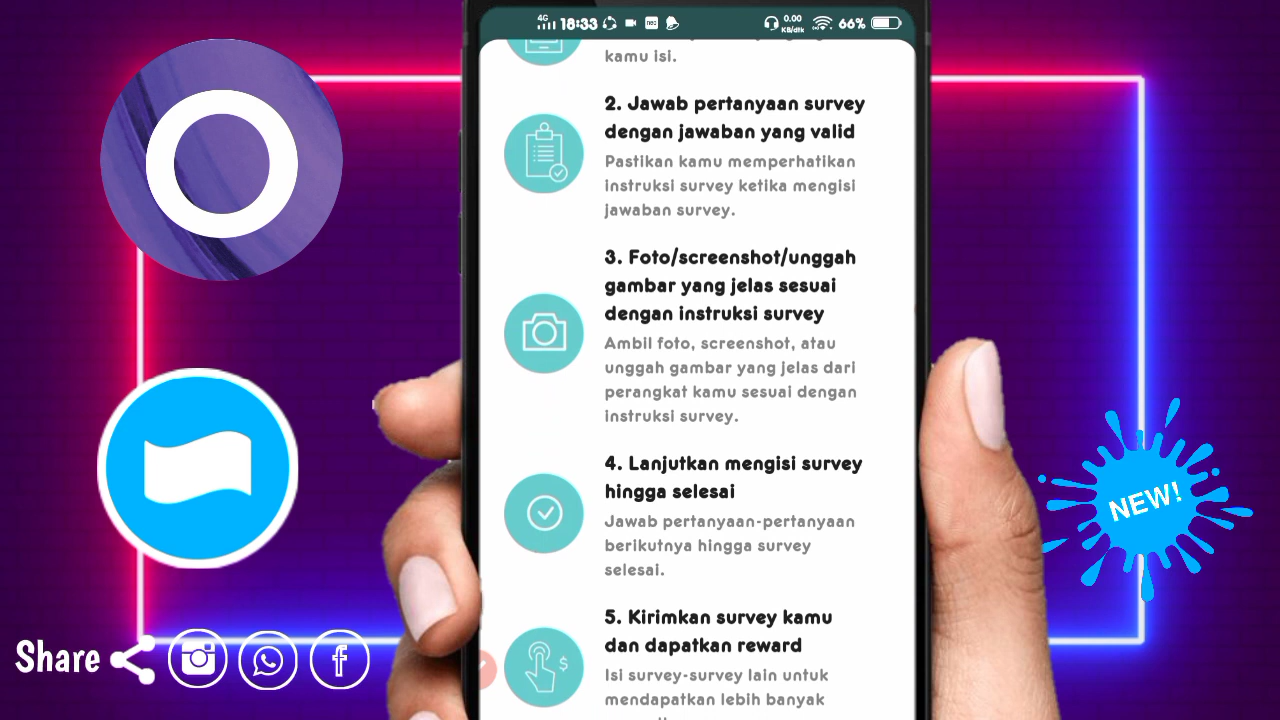 4G 18:33 0.00 KB/dtk 66%
kamu isi.
2. Jawab pertanyaan survey
dengan jawaban yang valid
Pastikan kamu memperhatikan
instruksi survey ketika mengisi
jawaban survey.
3. Foto/screenshot/unggah
gambar yang jelas sesuai
dengan instruksi survey
Ambil foto, screenshot, atau
unggah gambar yang jelas dari
perangkat kamu sesuai dengan
instruksi survey.
4. Lanjutkan mengisi survey
hingga selesai
Jawab pertanyaan-pertanyaan
berikutnya hingga survey
selesai.
5. Kirimkan survey kamu
dan dapatkan reward
$
Isi survey-survey lain untuk
mendapatkan lebih banyak
NEW!
Share